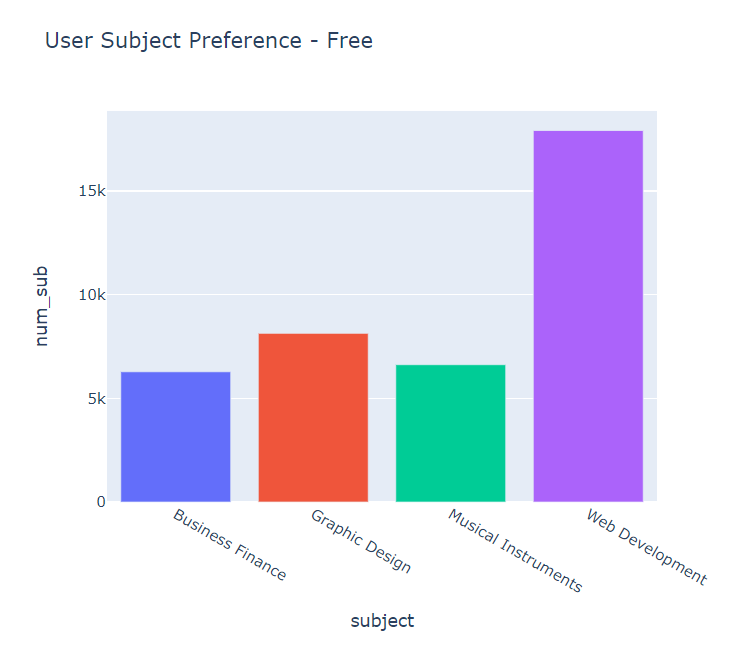 User Subject Preference - Free
num_sub
15k
10k
5k
0
Business Finance
Graphic Design
Musical Instruments
Web Development
subject